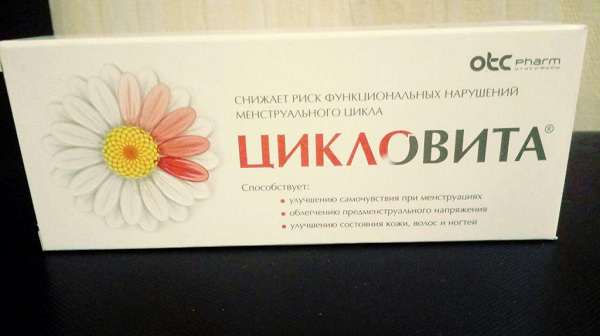 otc pharm
отисифарм
СНИЖАЕТ РИСК ФУНКЦИОНАЛЬНЫХ НАРУШЕНИЙ
МЕНСТРУАЛЬНОГО ЦИКЛА
ЦИКЛОВИТА®
Способствует:
• улучшению самочувствия при менструациях
• облегчению предменструального напряжения
• улучшению состояния кожи, волос и ногтей